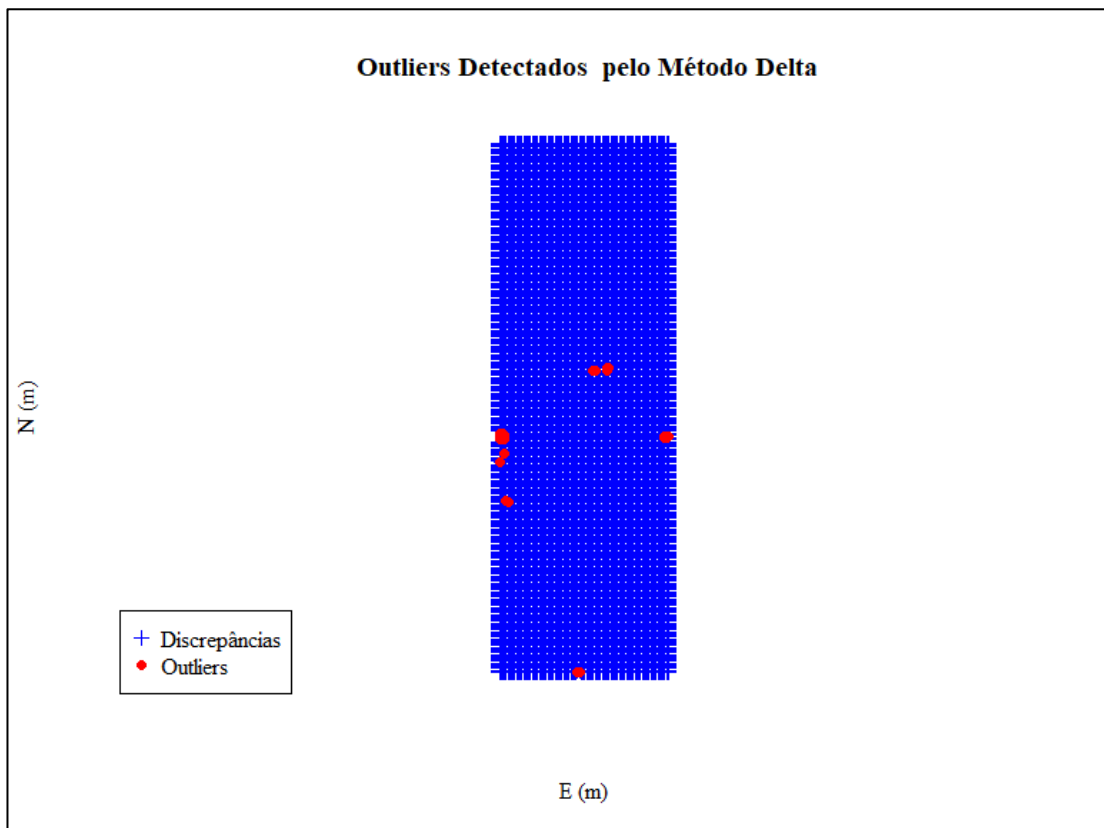 Outliers Detectados pelo Método Delta
N (m)
Discrepâncias
Outliers
E (m)